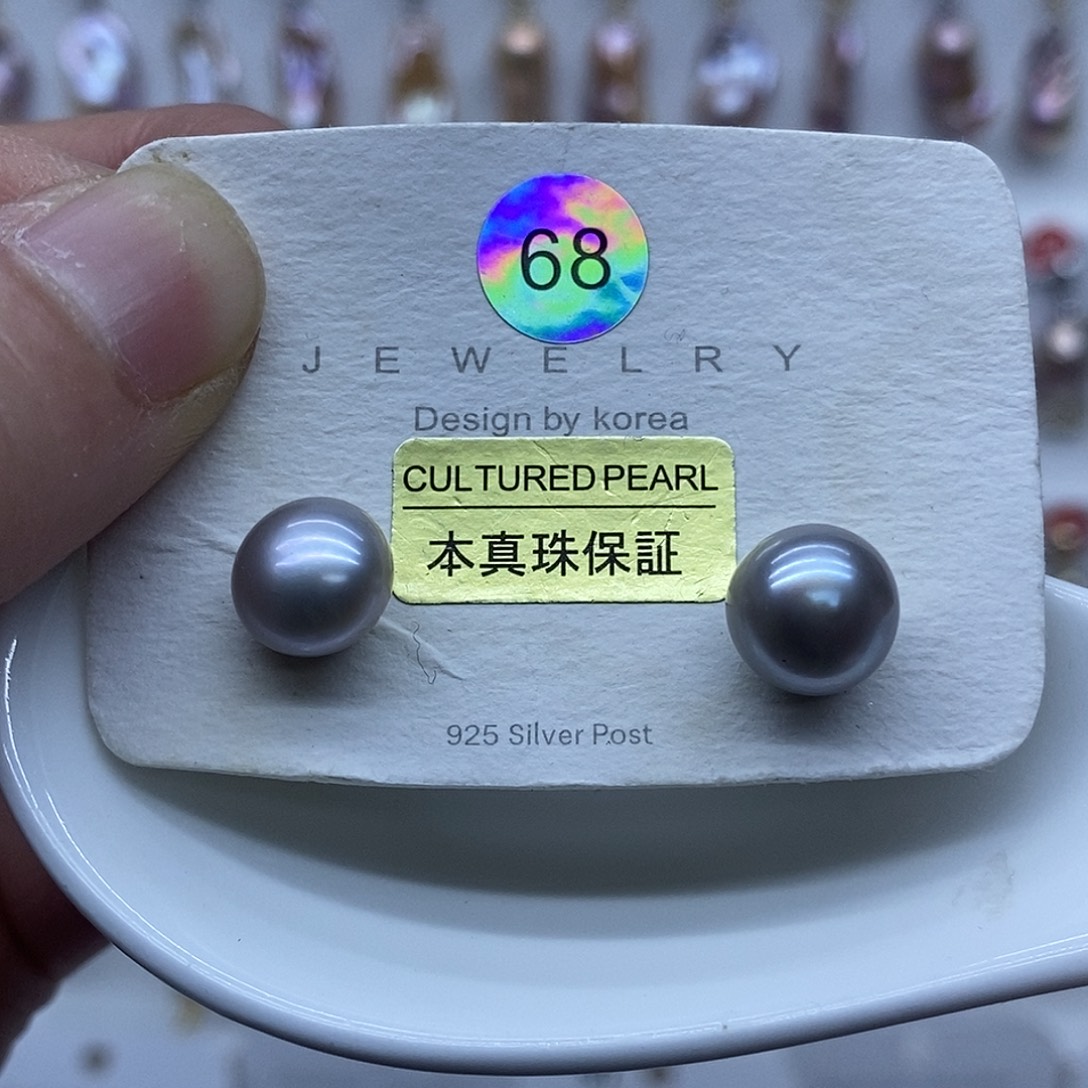 68
JEWELRY
Design by korea
CULTURED PEARL
本真珠保証
925 Silver Post